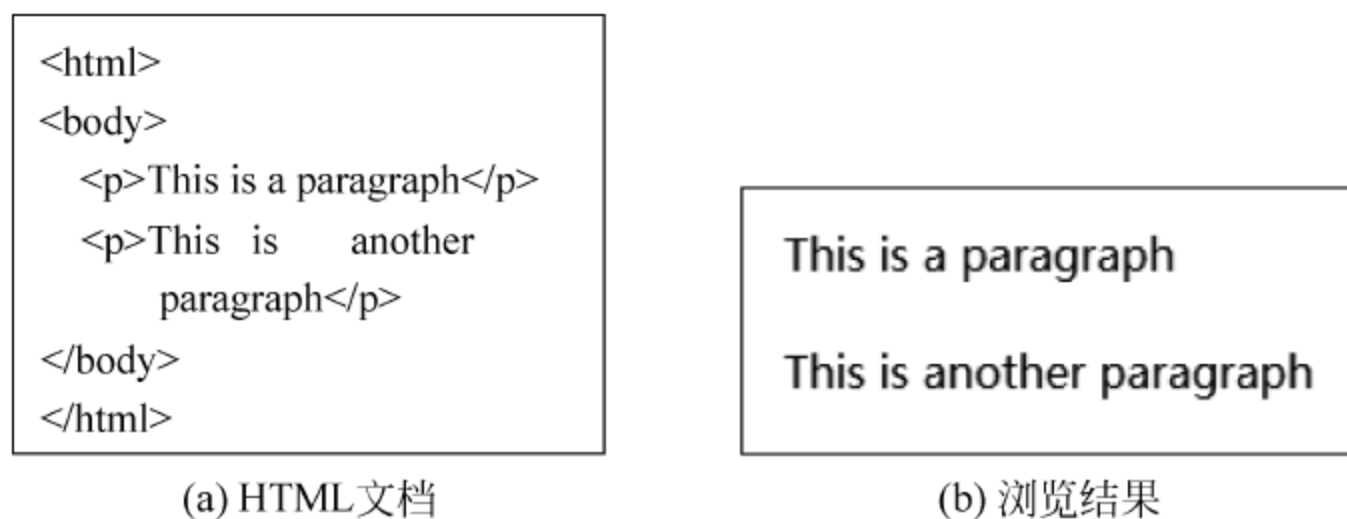 <html>
<body>
<p>This is a paragraph</p>
<p>This is another
paragraph</p>
</body>
</html>
(a) HTML文档
This is a paragraph
This is another paragraph
(b) 浏览结果